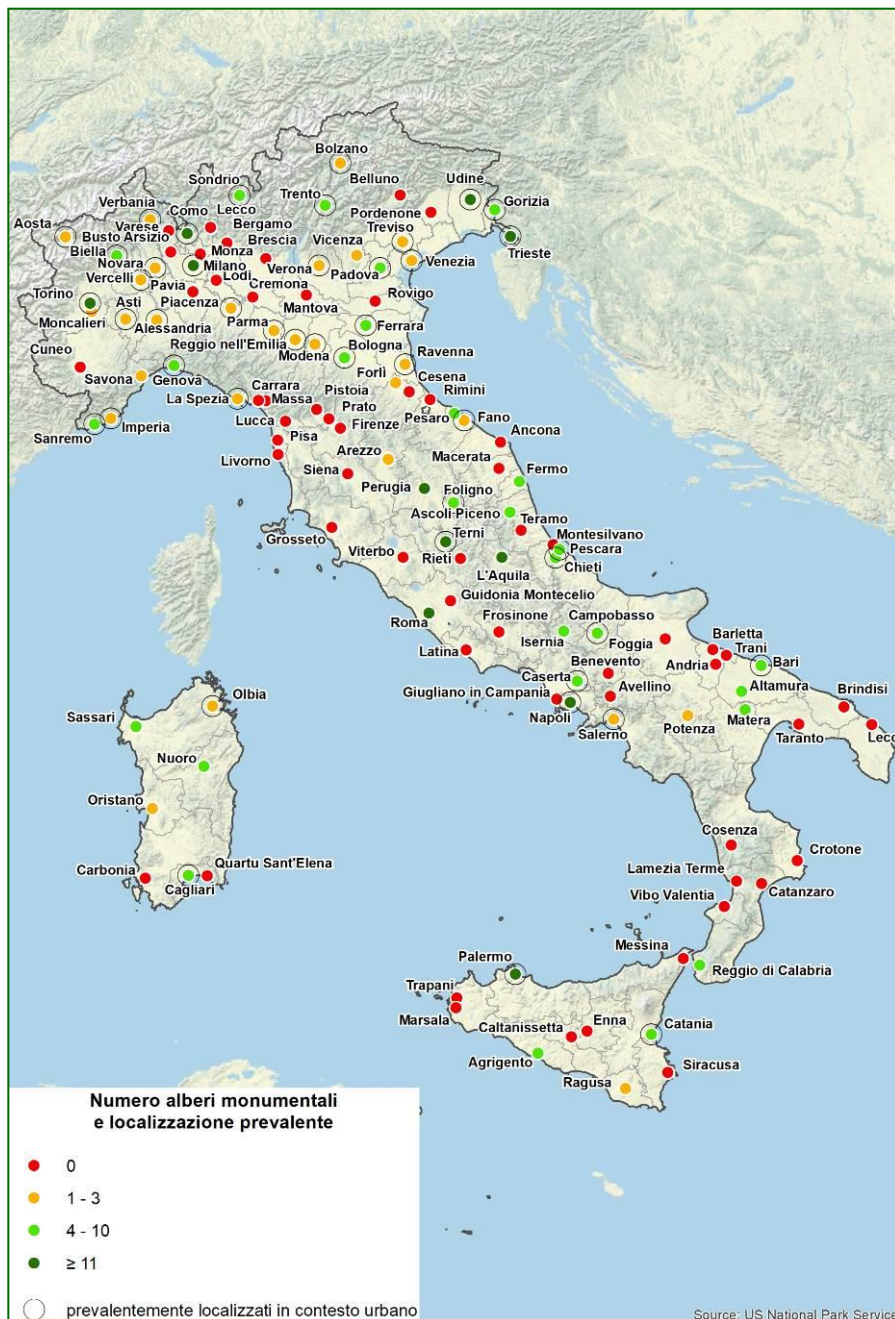 Bolzano
Sondrio
Belluno
Udine
Trento
Lecco
Verbania
Como
Gorizia
Pordenone
Aosta
Varese
Bergamo
Treviso
Busto Arsizio
Brescia
Vicenza
Biella
Monza
Trieste
Novara
Milano
Verona
Padova
Venezia
Vercelli
Lodi
Pavia
Cremona
Torino
Asti
Piacenza
Rovigo
Mantova
Moncalieri
Alessandria
Parma
Ferrara
Reggio nell'Emilia
Bologna
Cuneo
Modena
Ravenna
Savona
Genova
Forlì
Cesena
Carrara
Pistoia
La Spezia
Massa
Rimini
Prato
Sanremo
Imperia
Lucca
Firenze
Pesaro
Fano
Pisa
Ancona
Arezzo
Macerata
Livorno
Siena
Fermo
Perugia
Foligno
Ascoli Piceno
Teramo
Terni
Montesilvano
Grosseto
Pescara
Viterbo
Rieti
L'Aquila
Chieti
Guidonia Montecelio
Roma
Frosinone
Campobasso
Isernia
Foggia
Barletta
Latina
Trani
Benevento
Andria
Bari
Caserta
Giugliano in Campania
Avellino
Altamura
Brindisi
Olbia
Napoli
Sassari
Salerno
Potenza
Matera
Taranto
Lecc
Nuoro
Oristano
Cosenza
Crotone
Carbonia
Quartu Sant'Elena
Lamezia Terme
Cagliari
Vibo Valentia
Catanzaro
Messina
Palermo
Reggio di Calabria
Trapani
Marsala
Caltanissetta
Enna
Catania
Agrigento
Siracusa
Ragusa
Numero alberi monumentali
e localizzazione prevalente
0
1 - 3
4 - 10
≥ 11
prevalentemente localizzati in contesto urbano
Source: US National Park Service